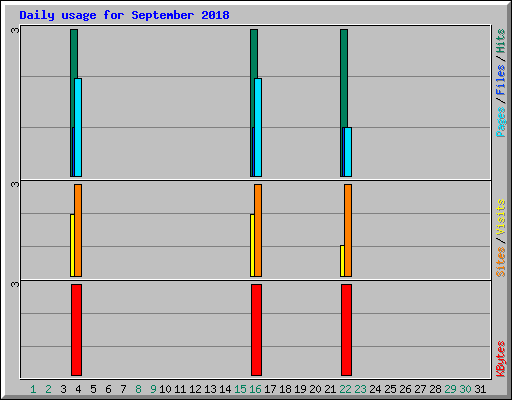 Daily usage for September 2018
3
3
3
Pages/Files/Hits
Sites/Visits
KBytes
1 2 3 4 5 6 7 8 9 10 11 12 13 14 15 16 17 18 19 20 21 22 23 24 25 26 27 28 29 30 31